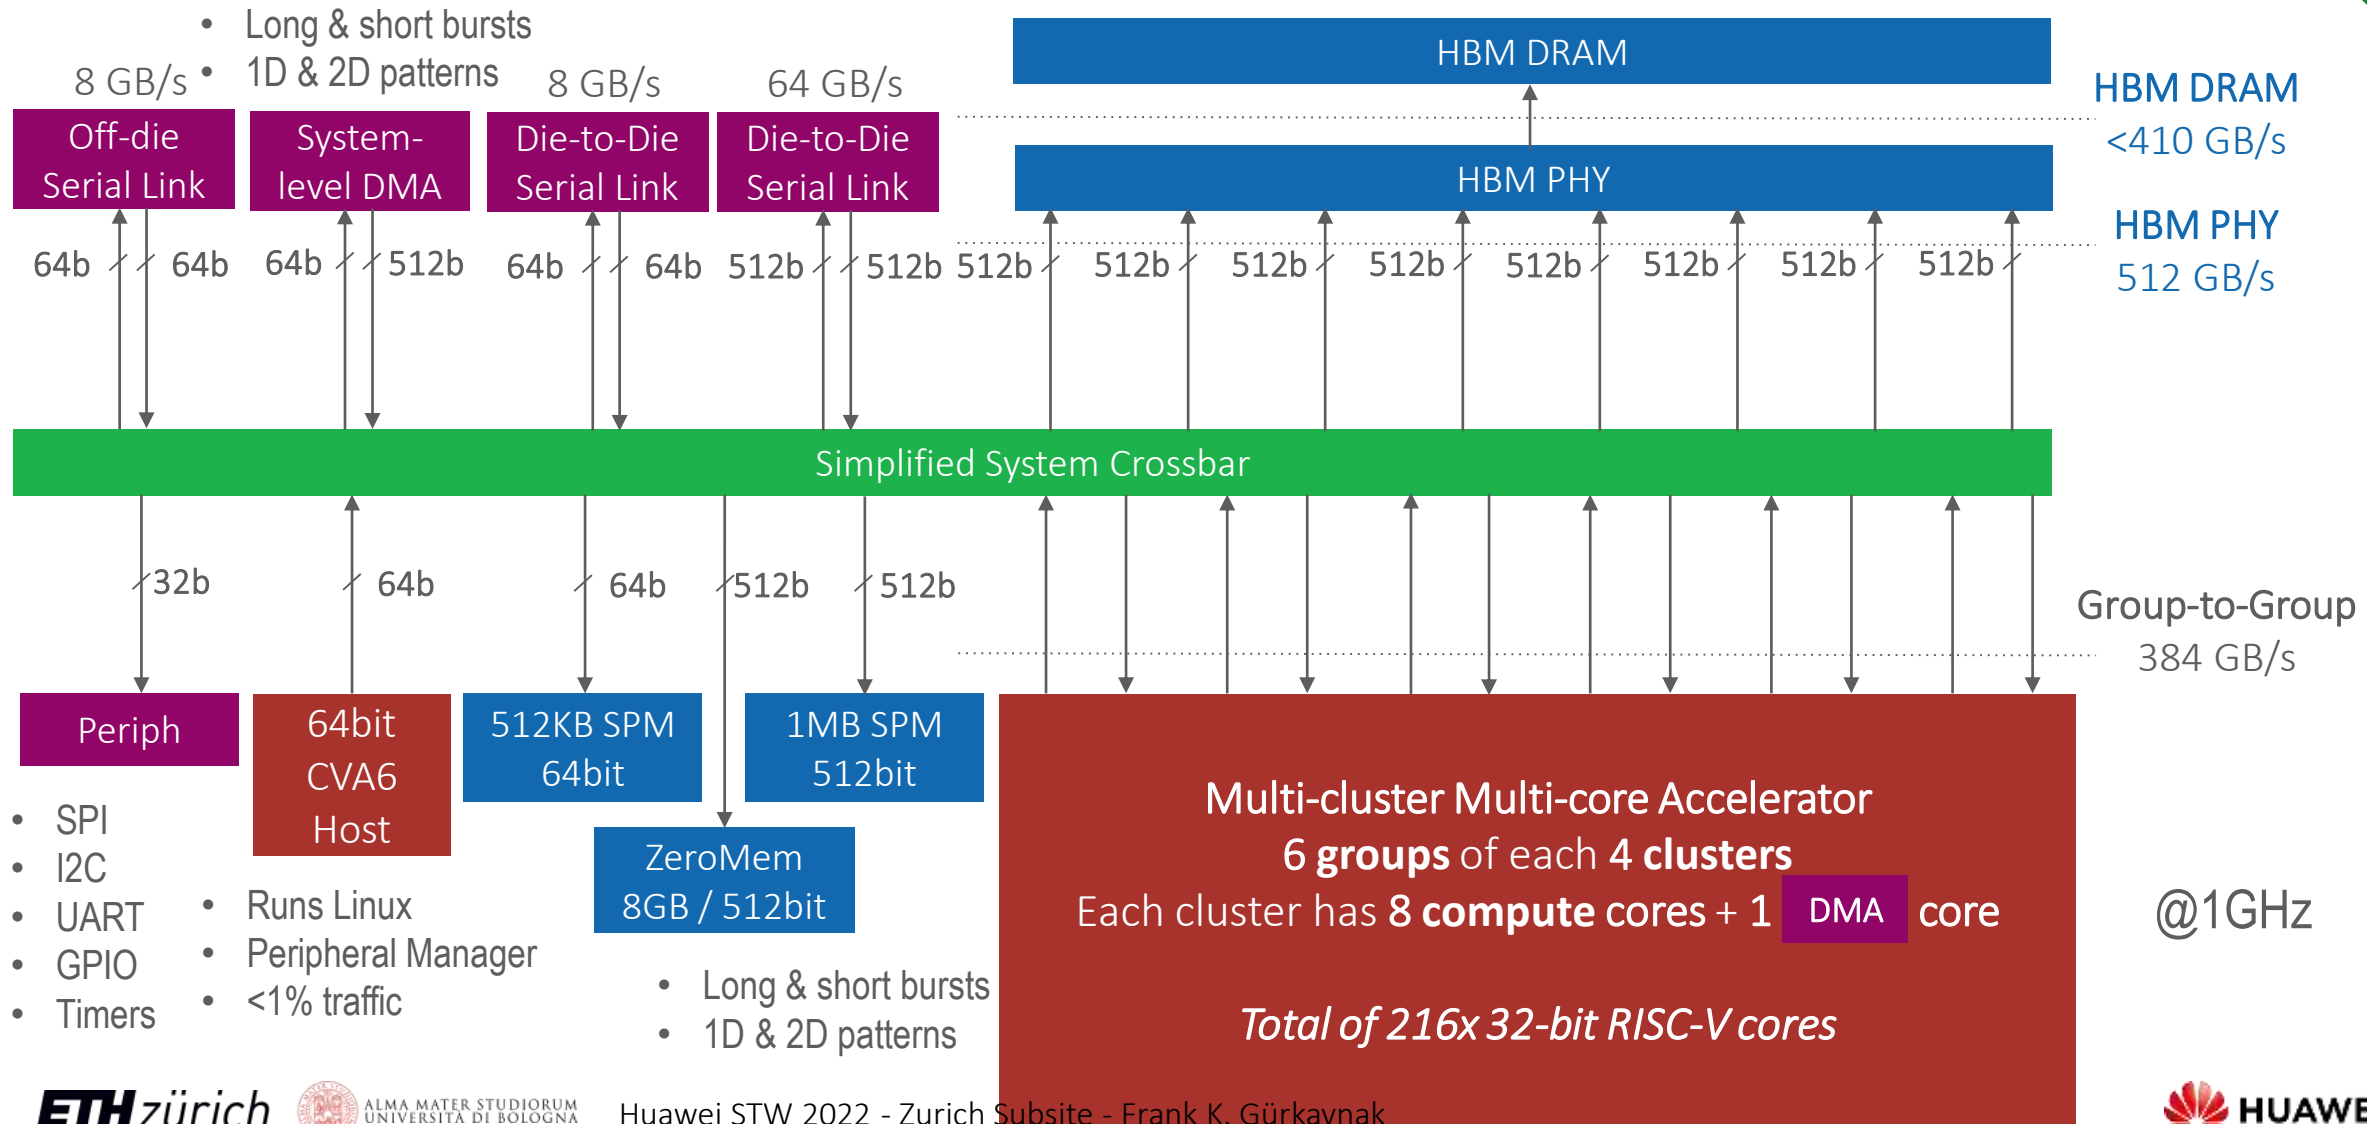 • Long & short bursts
• 1D & 2D patterns
8 GB/s
8 GB/s
64 GB/s
Off-die
Serial Link
System-
level DMA
Die-to-Die
Serial Link
Die-to-Die
Serial Link
HBM DRAM
HBM PHY
HBM DRAM
<410 GB/s
HBM PHY
512 GB/s
64b
64b
64b
512b
64b
64b
512b
512b
512b
512b
512b
512b
512b
512b
512b
512b
Simplified System Crossbar
32b
64b
64b
512b
512b
Group-to-Group
384 GB/s
Periph
64bit
CVA6
Host
512KB SPM
64bit
1MB SPM
512bit
ZeroMem
8GB / 512bit
• SPI
• I2C
• UART
• GPIO
• Timers
• Runs Linux
• Peripheral Manager
• <1% traffic
• Long & short bursts
• 1D & 2D patterns
Multi-cluster Multi-core Accelerator
6 groups of each 4 clusters
Each cluster has 8 compute cores + 1 DMA core
Total of 216x 32-bit RISC-V cores
@1GHz
ETH zürich
ALMA MATER STUDIORUM
UNIVERSITÀ DI BOLOGNA
Huawei STW 2022 - Zurich Subsite - Frank K. Gürkaynak
HUAWE